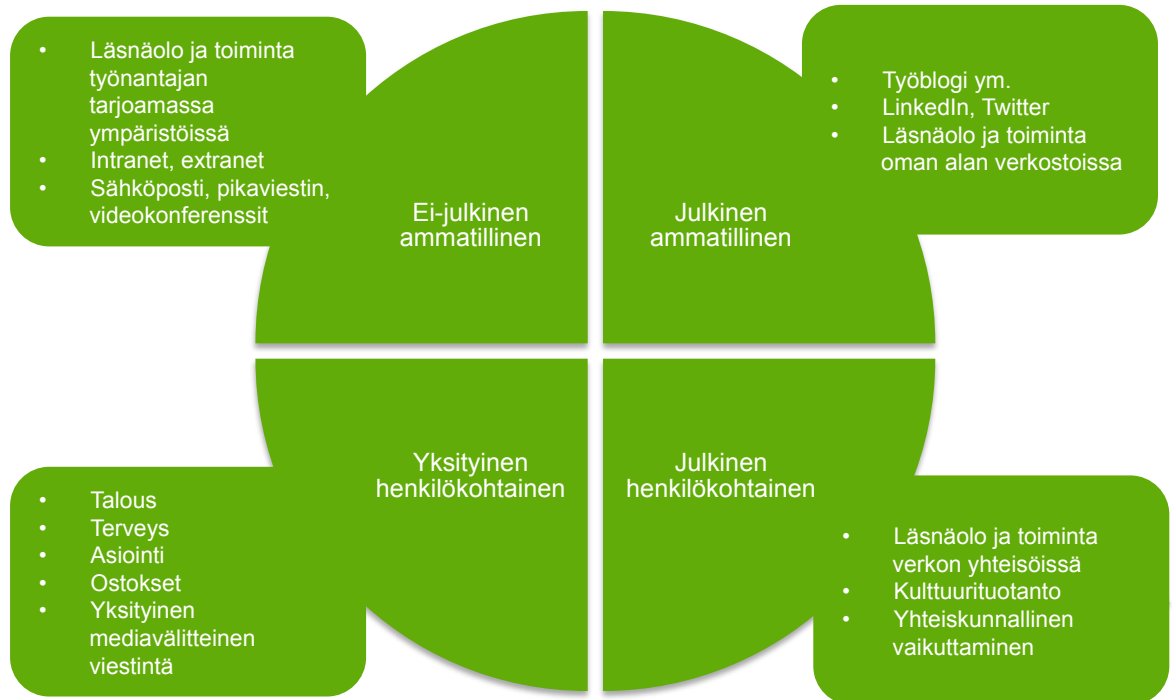 • Läsnäolo ja toiminta
työnantajan
tarjoamassa
ympäristöissä
• Intranet, extranet
• Sähköposti, pikaviestin,
videokonferenssit
Ei-julkinen
ammatillinen
Julkinen
ammatillinen
• Työblogi ym.
• LinkedIn, Twitter
• Läsnäolo ja toiminta
oman alan verkostoissa
Yksityinen
henkilökohtainen
Julkinen
henkilökohtainen
• Talous
• Terveys
• Asiointi
• Ostokset
• Yksityinen
mediavälitteinen
viestintä
• Läsnäolo ja toiminta
verkon yhteisöissä
• Kulttuurituotanto
• Yhteiskunnallinen
vaikuttaminen